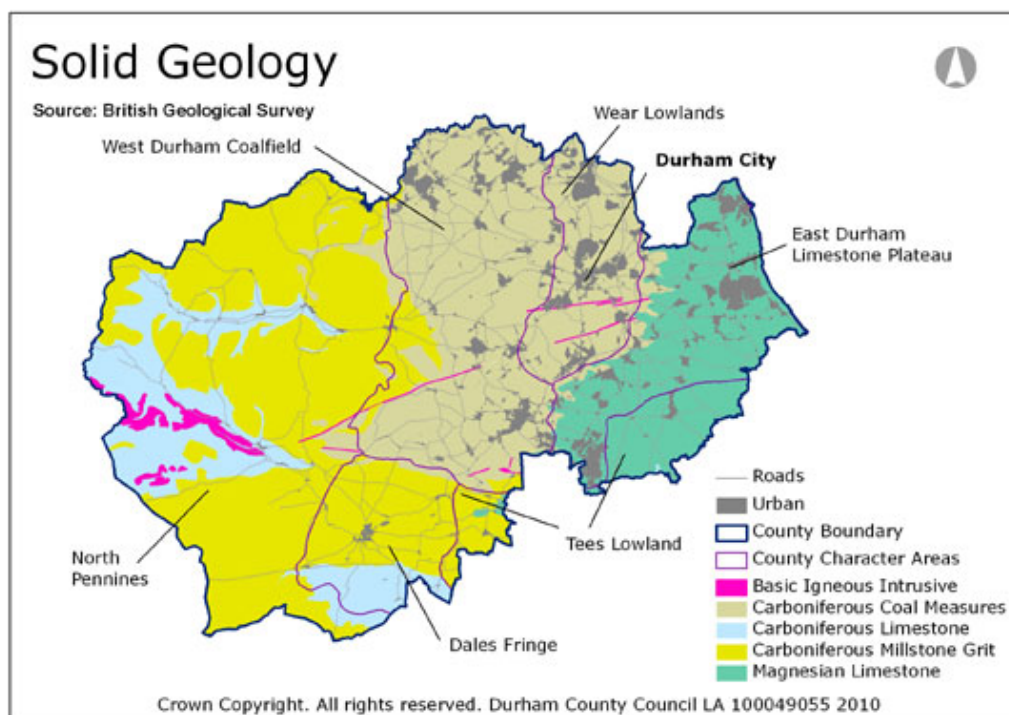 Solid Geology
Source: British Geological Survey
Wear Lowlands
West Durham Coalfield
Durham City
East Durham
Limestone Plateau
North
Pennines
Tees Lowland
Dales Fringe
Roads
Urban
County Boundary
County Character Areas
Basic Igneous Intrusive
Carboniferous Coal Measures
Carboniferous Limestone
Carboniferous Millstone Grit
Magnesian Limestone
Crown Copyright. All rights reserved. Durham County Council LA 100049055 2010